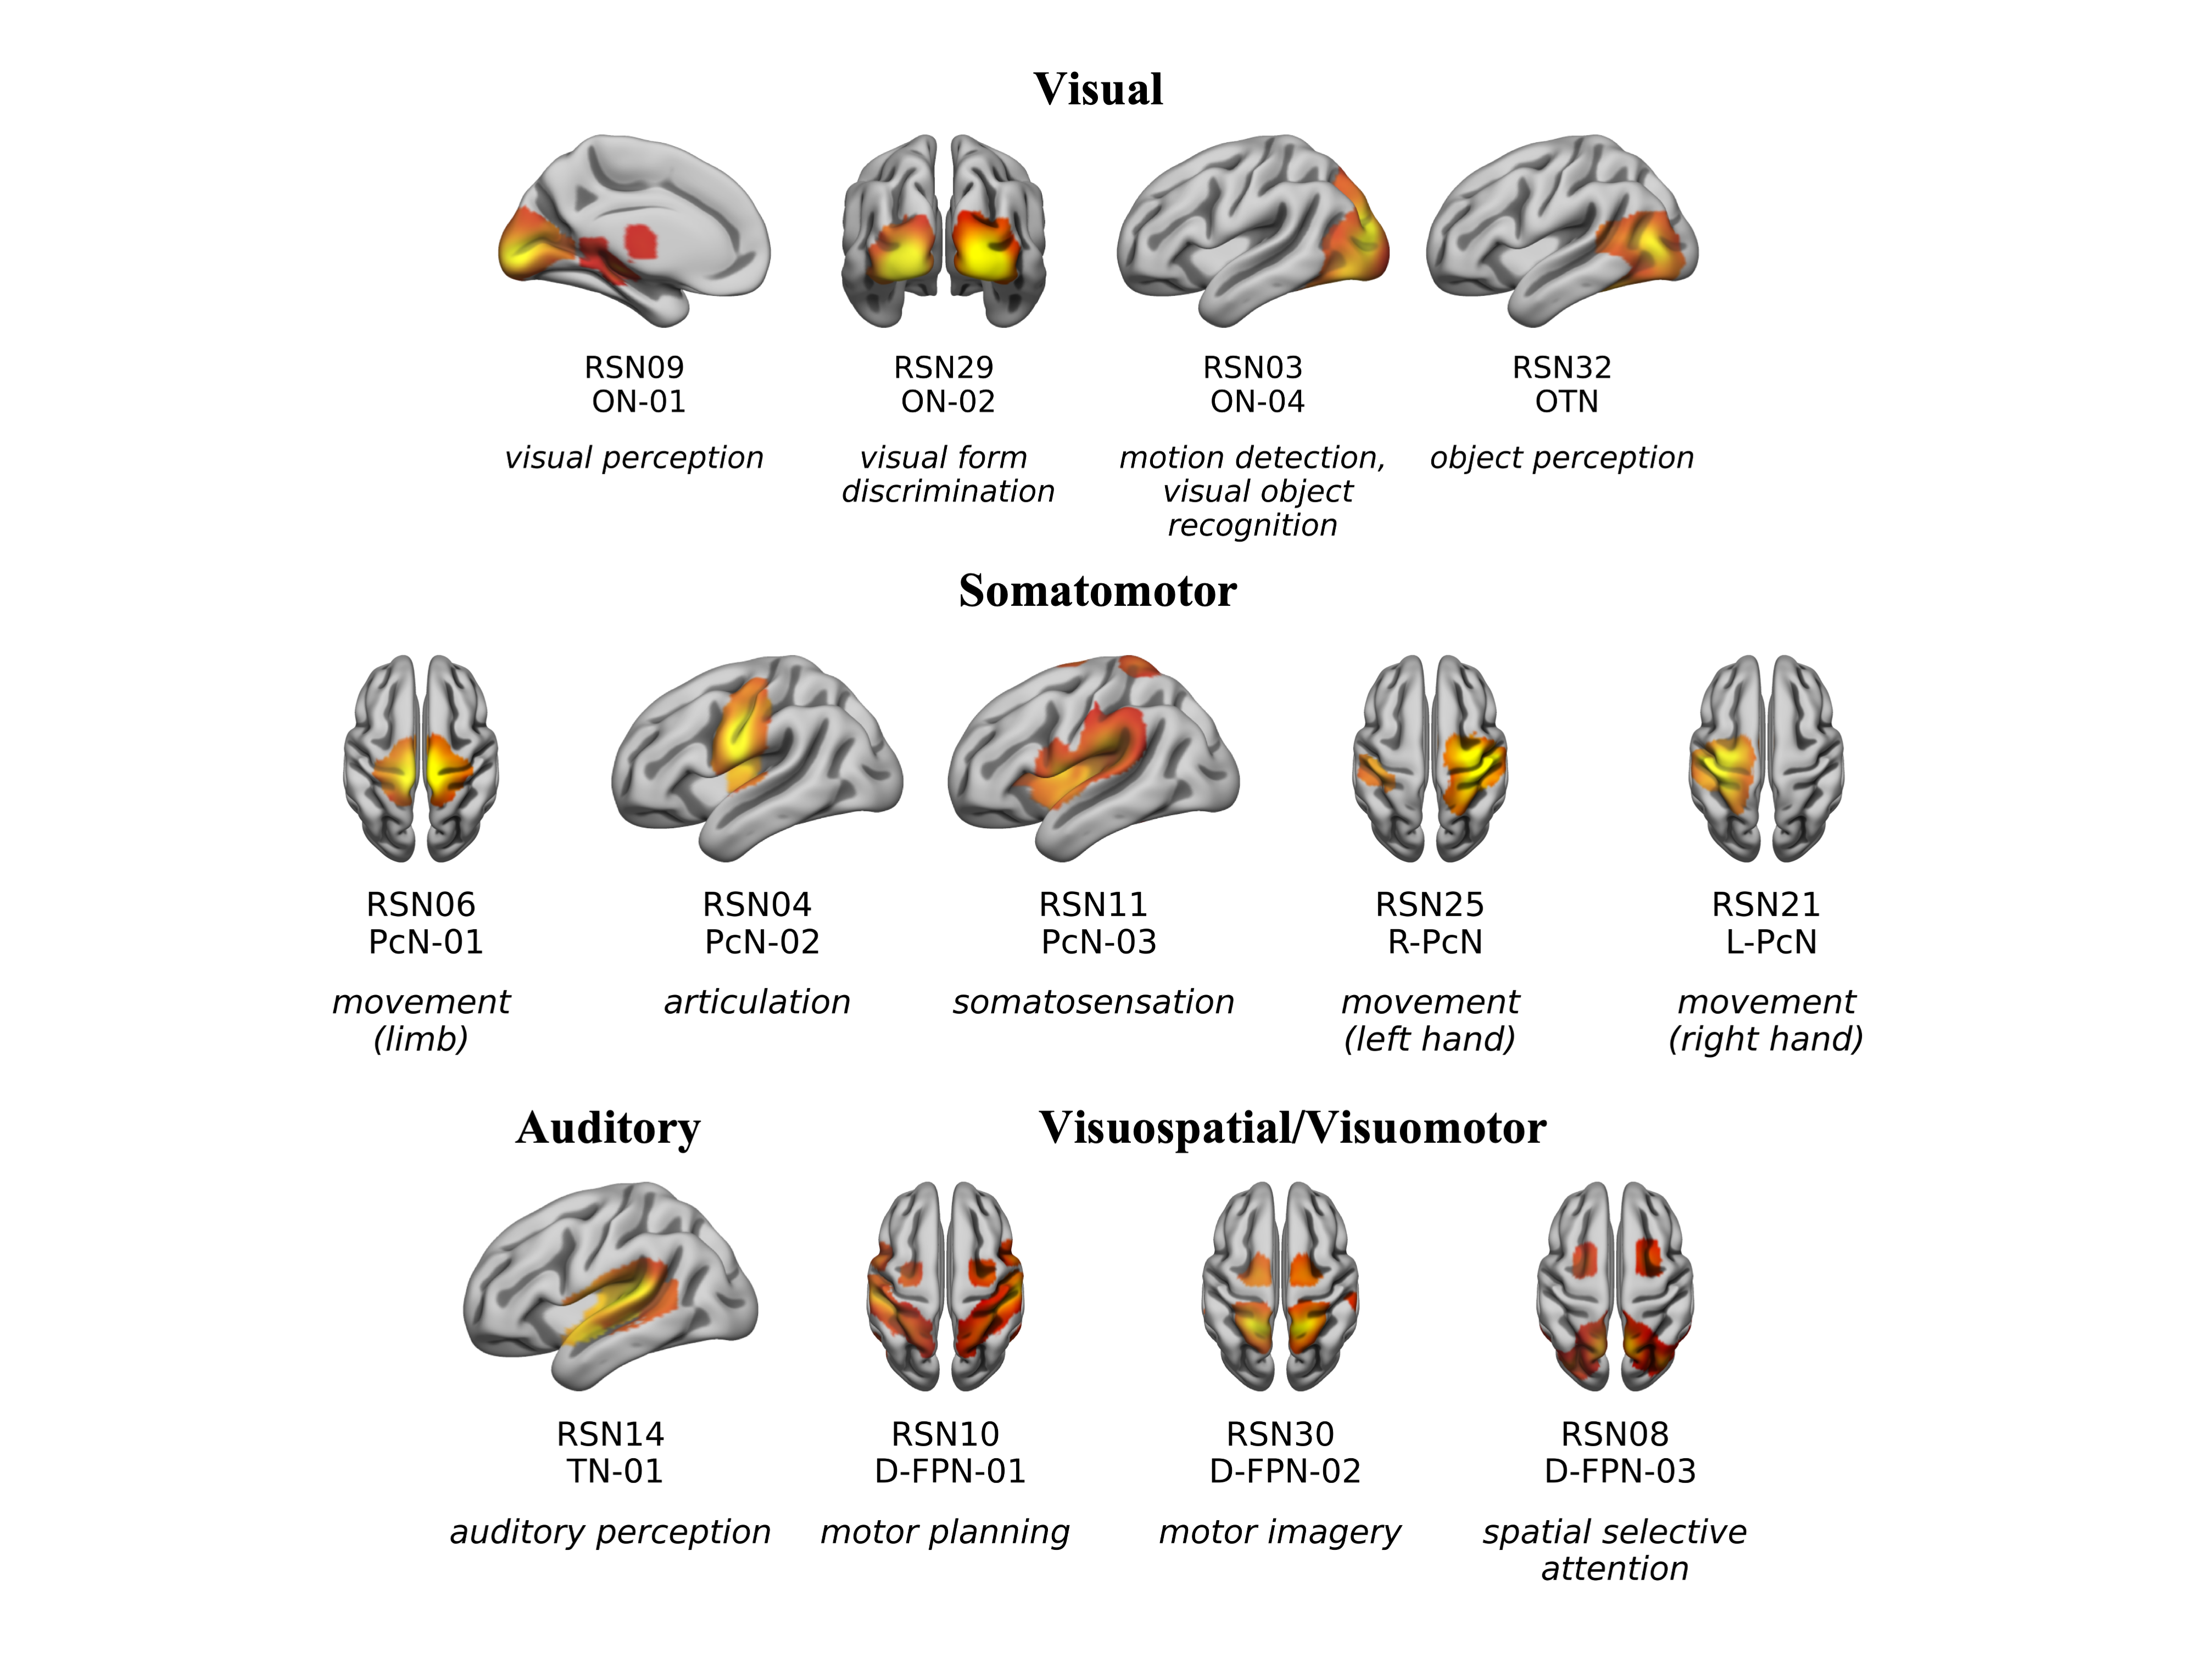 Visual
RSN09
ON-01
visual perception
RSN29
ON-02
visual form
discrimination
RSN03
ON-04
motion detection,
visual object
recognition
RSN32
OTN
object perception
Somatomotor
RSN06
PcN-01
movement
(limb)
RSN04
PcN-02
articulation
RSN11
PcN-03
somatosensation
RSN25
R-PcN
movement
(left hand)
RSN21
L-PcN
movement
(right hand)
Auditory
RSN14
TN-01
auditory perception
Visuospatial/Visuomotor
RSN10
D-FPN-01
motor planning
RSN30
D-FPN-02
motor imagery
RSN08
D-FPN-03
spatial selective
attention